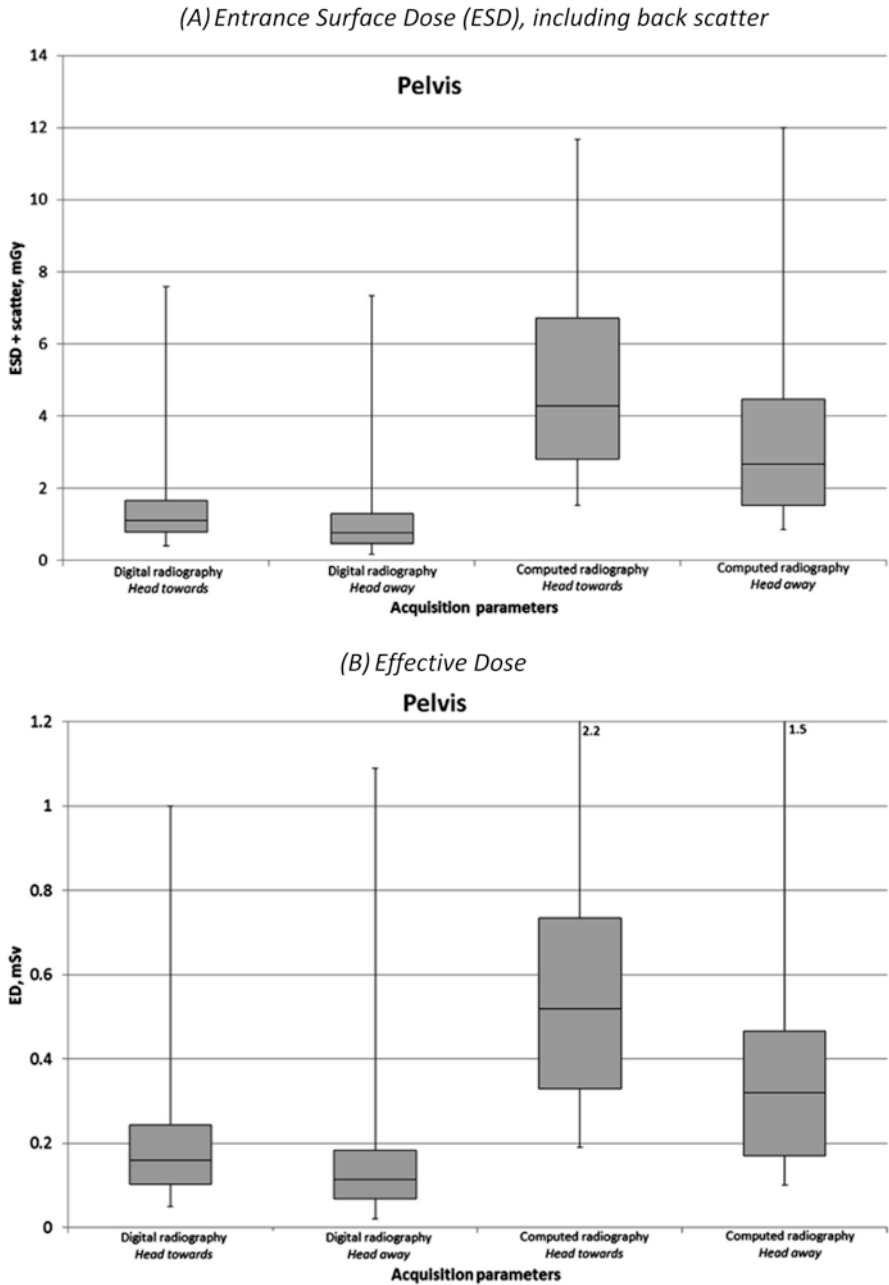 (A) Entrance Surface Dose (ESD), including back scatter
Pelvis
14
12
10
8
6
4
2
0
ESD + scatter, mGy
Digital radiography
Head towards
Digital radiography
Head away
Computed radiography
Head towards
Computed radiography
Head away
Acquisition parameters
(B) Effective Dose
Pelvis
1.2
1
0.8
0.6
0.4
0.2
0
ED, mSv
2.2
1.5
Digital radiography
Head towards
Digital radiography
Head away
Computed radiography
Head towards
Computed radiography
Head away
Acquisition parameters